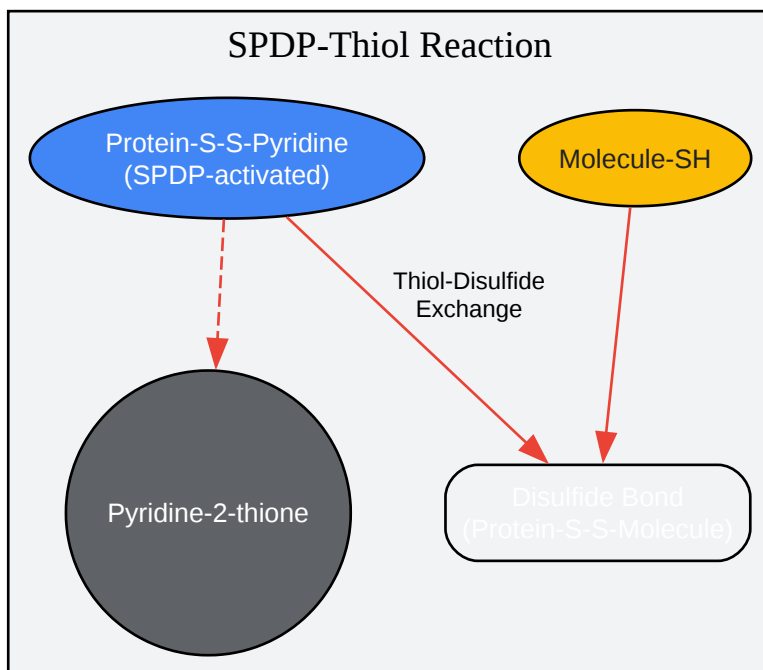 SPDP-Thiol Reaction
Protein-S-S-Pyridine
(SPDP-activated)
Molecule-SH
Thiol-Disulfide
Exchange
Pyridine-2-thione
Disulfide Bond
(Protein-S-S-Molecule)